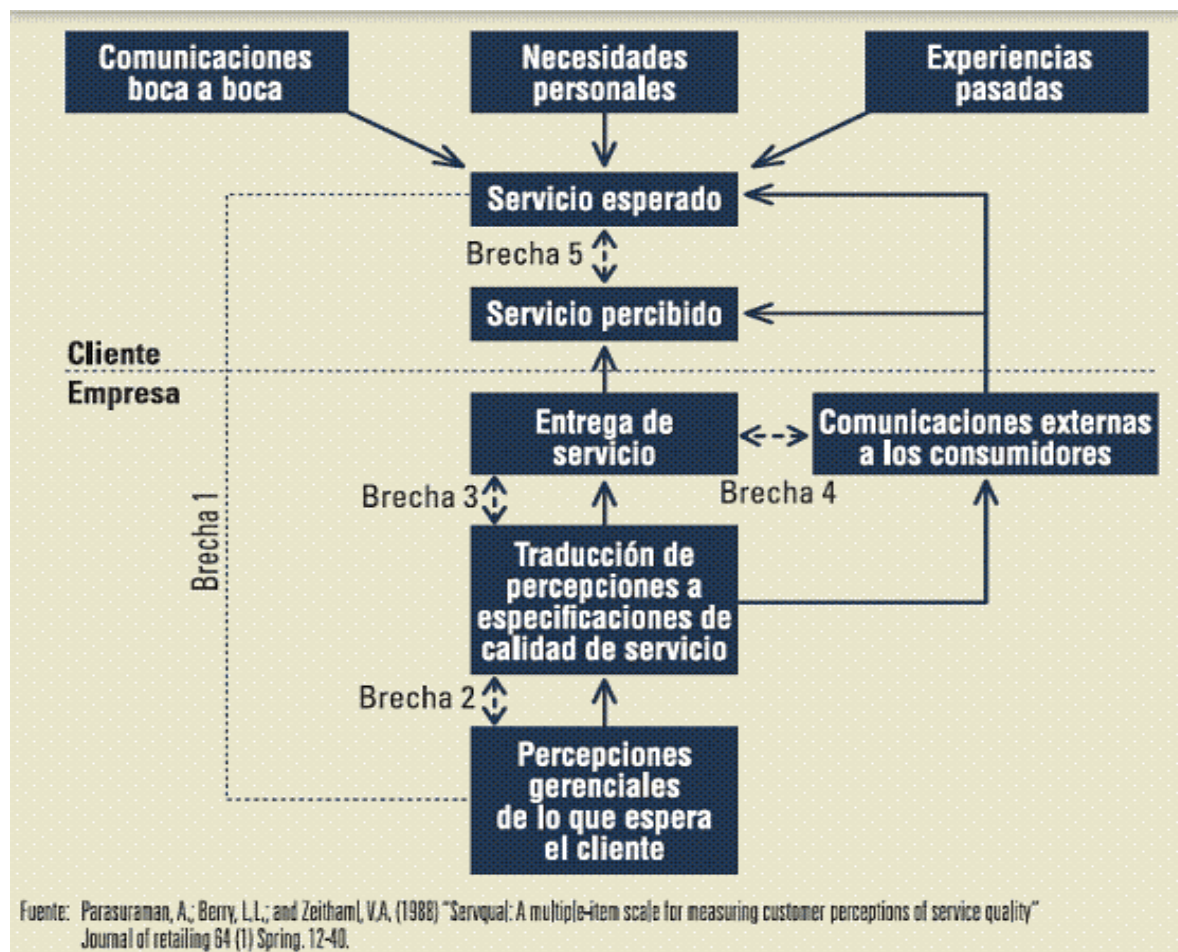 Comunicaciones
boca a boca
Necesidades
personales
Experiencias
pasadas
Servicio esperado
Brecha 5
Servicio percibido
Cliente
Empresa
Entrega de
servicio
Comunicaciones externas
a los consumidores
Brecha 4
Brecha 3
Brecha 1
Traducción de
percepciones a
especificaciones de
calidad de servicio
Brecha 2
Percepciones
gerenciales
de lo que espera
el cliente
Fuente: Parasuraman, A.; Berry, L.L.; and Zeithaml, V.A. (1988) "Servqual: A multiple-item scale for measuring customer perceptions of service quality"
Journal of retailing 64 (1) Spring. 12-40.